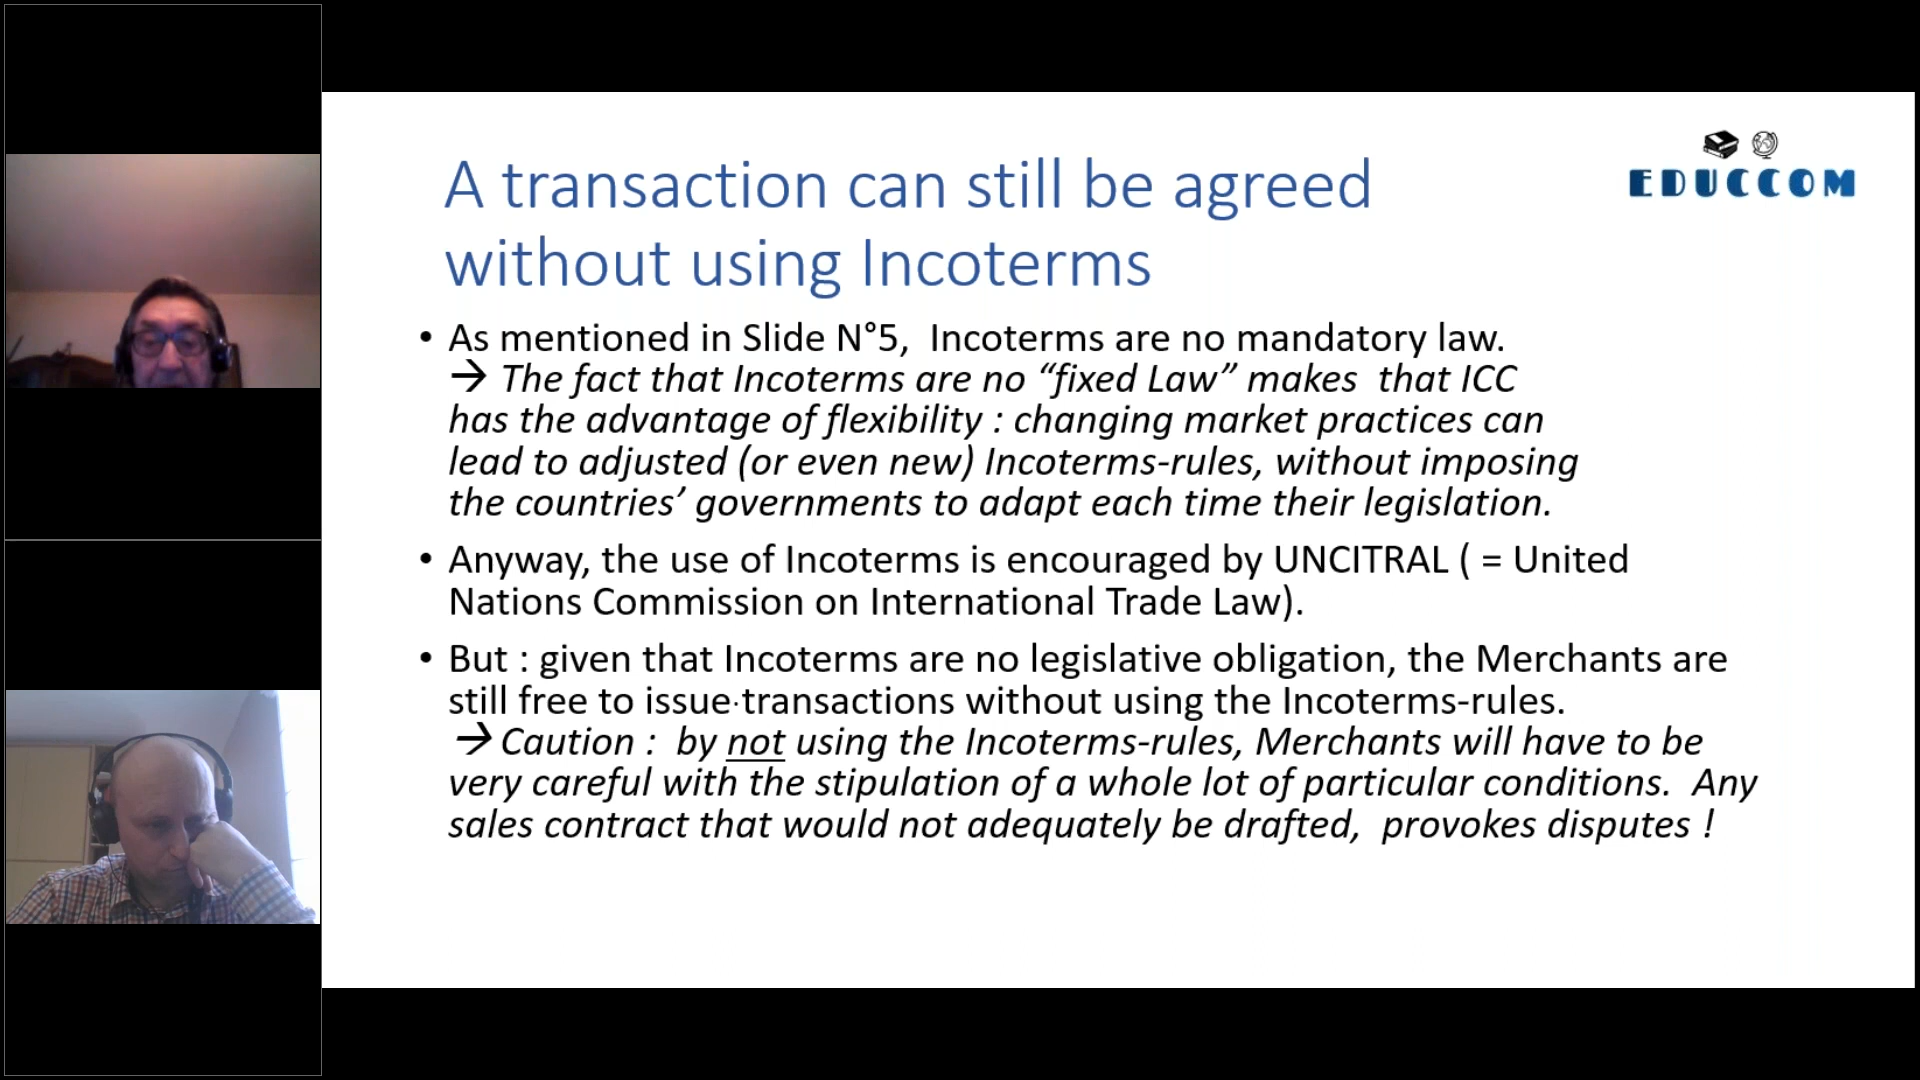 EDUCCOM
A transaction can still be agreed
without using Incoterms
• As mentioned in Slide N°5,  Incoterms are no mandatory law.
→ The fact that Incoterms are no “fixed Law” makes  that ICC
has the advantage of flexibility : changing market practices can
lead to adjusted (or even new) Incoterms-rules, without imposing
the countries’ governments to adapt each time their legislation.
• Anyway, the use of Incoterms is encouraged by UNCITRAL ( = United
Nations Commission on International Trade Law).
• But : given that Incoterms are no legislative obligation, the Merchants are
still free to issue transactions without using the Incoterms-rules.
→ Caution :  by not using the Incoterms-rules, Merchants will have to be
very careful with the stipulation of a whole lot of particular conditions.  Any
sales contract that would not adequately be drafted,  provokes disputes !